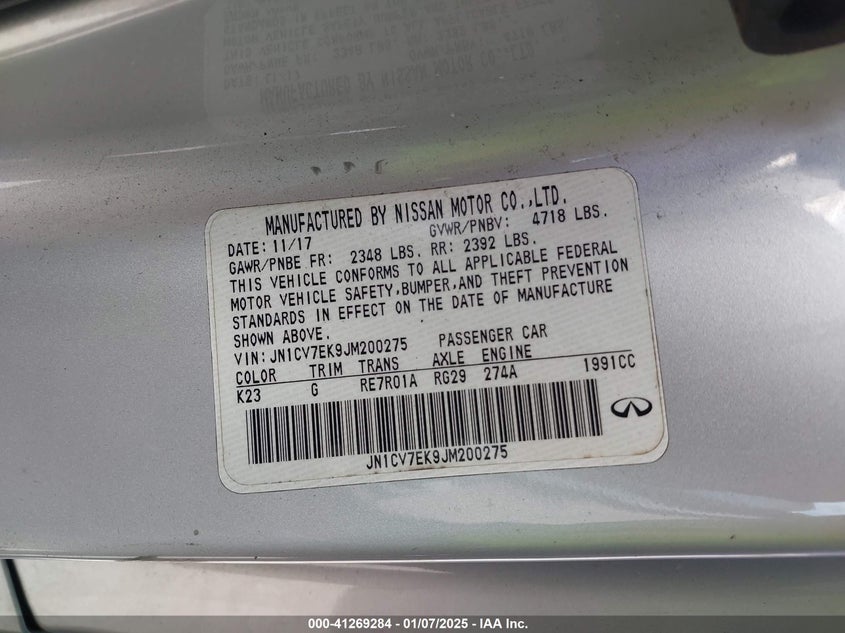 MANUFACTURED BY NISSAN MOTOR CO.,LTD.
DATE: 11/17 GVWR/PNBV: 4718 LBS.
GAWR/PNBE FR: 2348 LBS. RR: 2392 LBS.
THIS VEHICLE CONFORMS TO ALL APPLICABLE FEDERAL
MOTOR VEHICLE SAFETY,BUMPER,AND THEFT PREVENTION
STANDARDS IN EFFECT ON THE DATE OF MANUFACTURE
SHOWN ABOVE.
VIN: JN1CV7EK9JM200275 PASSENGER CAR
COLOR TRIM TRANS AXLE ENGINE
K23 G RE7R01A RG29 274A 1991CC
JN1CV7EK9JM200275
000-41269284 - 01/07/2025 - IAA Inc.